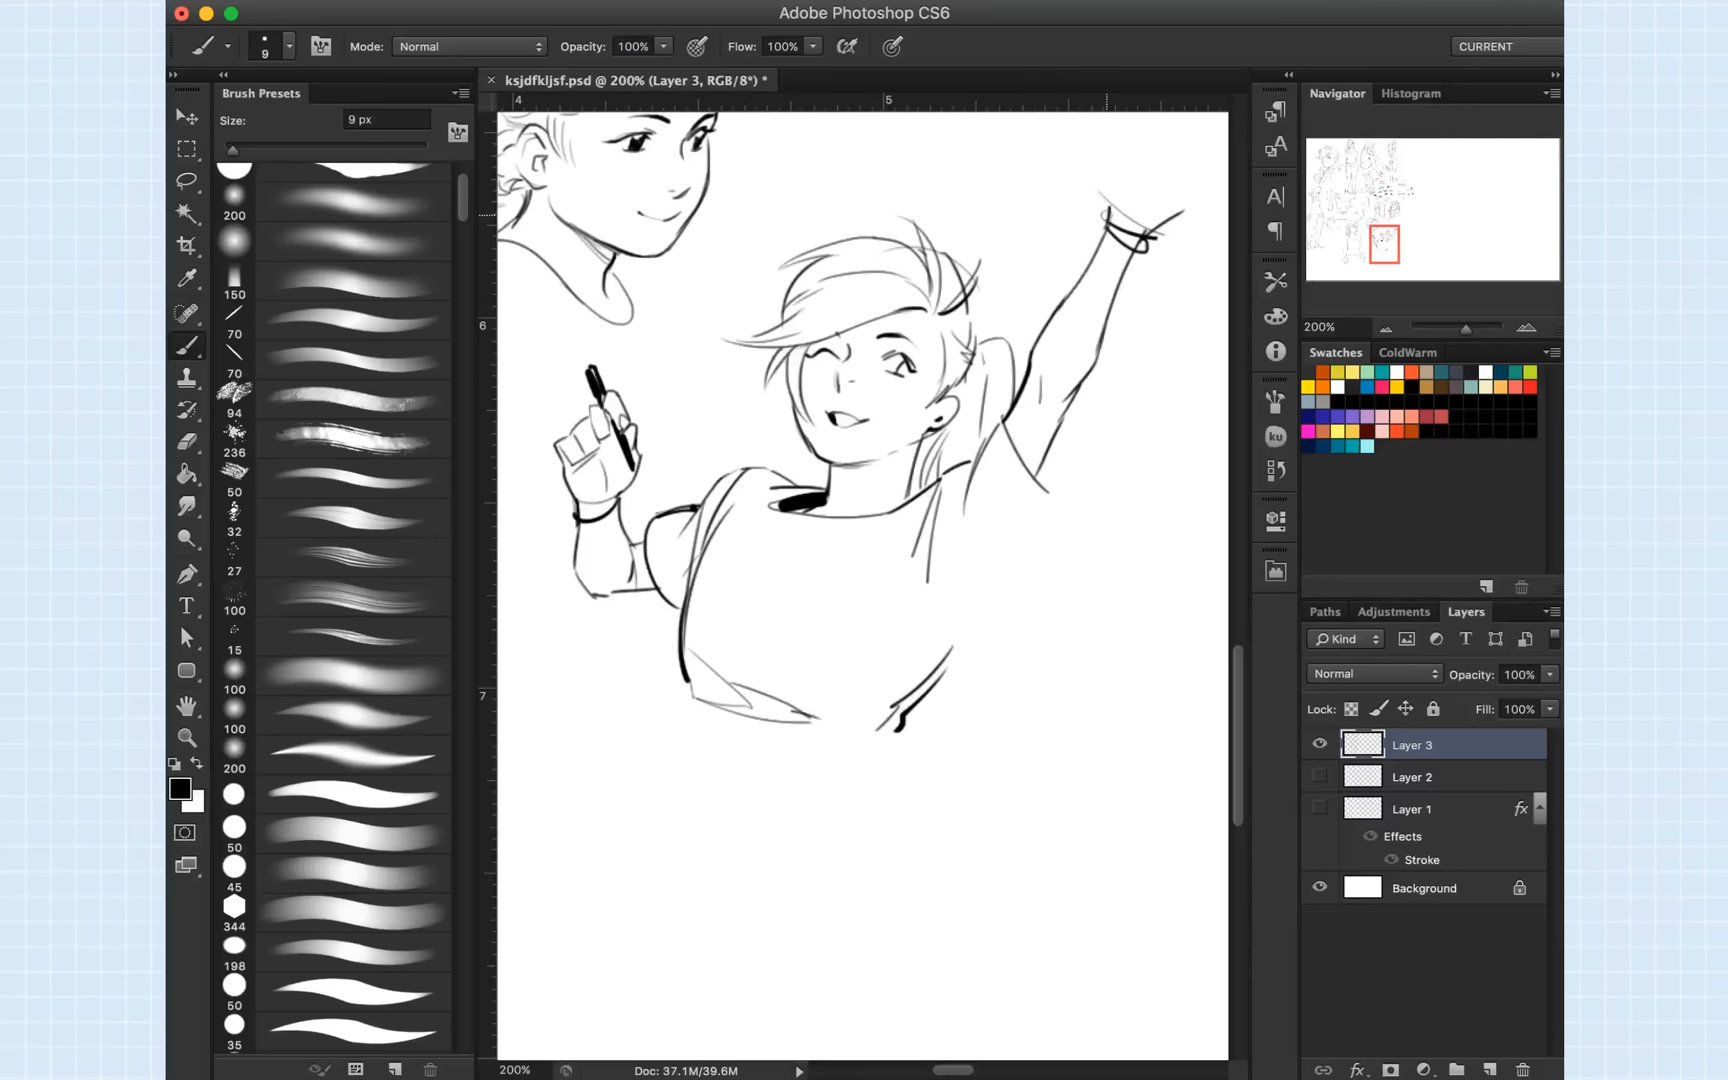 Adobe Photoshop CS6
9
Mode: Normal
Opacity: 100%
Flow: 100%
CURRENT
× ksjdfkljsf.psd @ 200% (Layer 3, RGB/8*) *
Brush Presets
Size: 9 px
200
150
70
70
94
236
50
32
27
100
15
100
100
200
50
45
344
198
50
35
4
5
6
7
200%
Doc: 37.1M/39.6M
A
A|
ku
Navigator
Histogram
200%
Swatches
ColdWarm
Paths
Adjustments
Layers
Kind
T
Normal
Opacity: 100%
Lock:
Fill: 100%
Layer 3
Layer 2
Layer 1
fx
Effects
Stroke
Background
fx